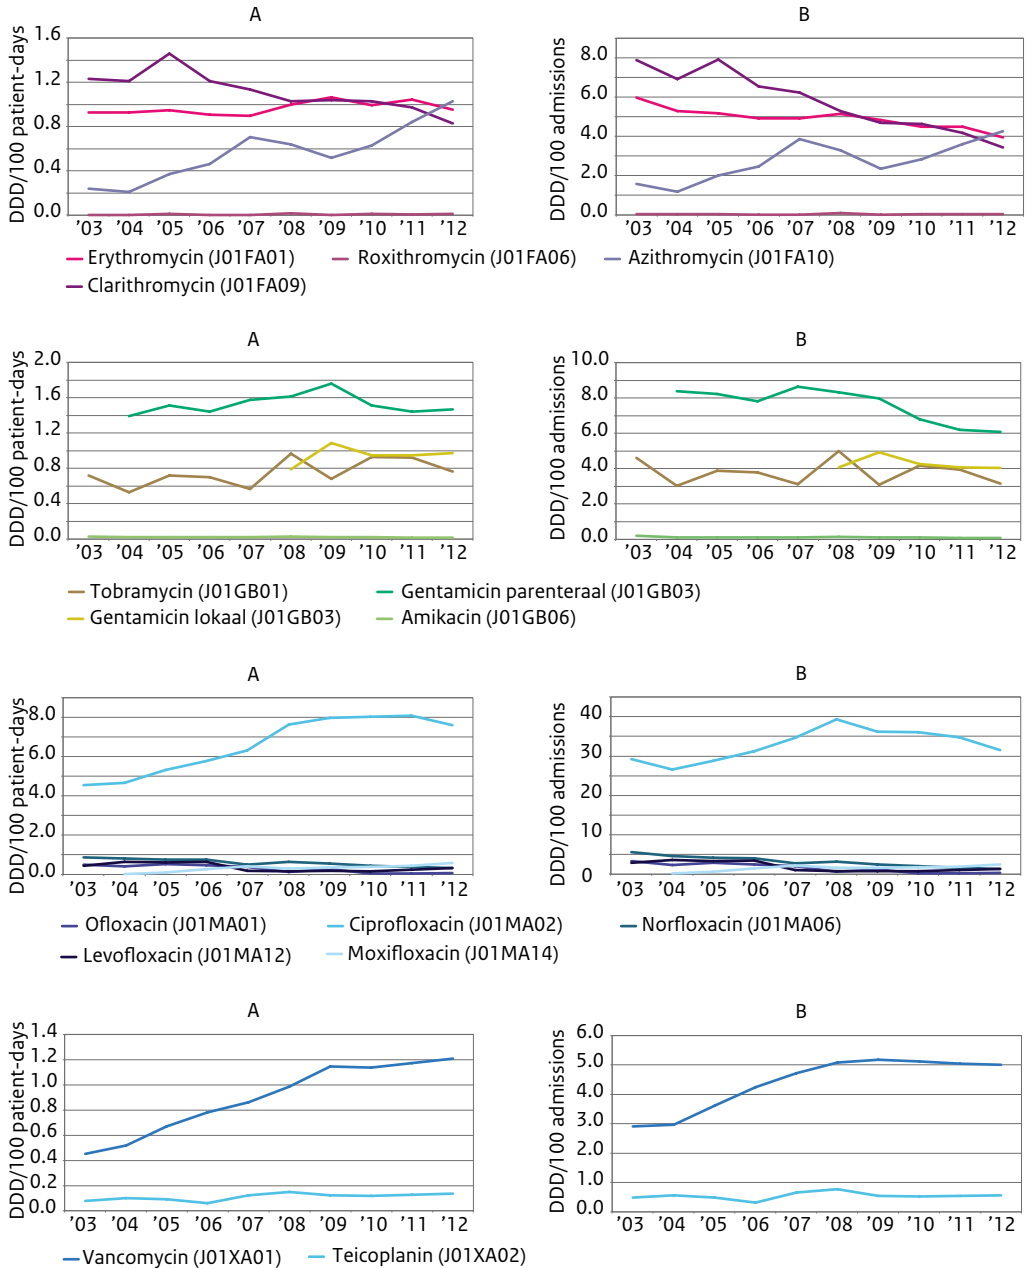 A
B
DDD/100 patient-days
1.6
1.2
0.8
0.4
0.0
'03 '04 '05 '06 '07 '08 '09 '10 '11 '12
DDD/100 admissions
8.0
6.0
4.0
2.0
0.0
'03 '04 '05 '06 '07 '08 '09 '10 '11 '12
Erythromycin (J01FA01) Roxithromycin (J01FA06) Azithromycin (J01FA10)
Clarithromycin (J01FA09)
A
B
DDD/100 patient-days
2.0
1.6
1.2
0.8
0.4
0.0
'03 '04 '05 '06 '07 '08 '09 '10 '11 '12
DDD/100 admissions
10.0
8.0
6.0
4.0
2.0
0.0
'03 '04 '05 '06 '07 '08 '09 '10 '11 '12
Tobramycin (J01GB01) Gentamicin parenteraal (J01GB03)
Gentamicin lokaal (J01GB03) Amikacin (J01GB06)
A
B
DDD/100 patient-days
8.0
6.0
4.0
2.0
0.0
'03 '04 '05 '06 '07 '08 '09 '10 '11 '12
DDD/100 admissions
40
30
20
10
0
'03 '04 '05 '06 '07 '08 '09 '10 '11 '12
Ofloxacin (J01MA01) Ciprofloxacin (J01MA02) Norfloxacin (J01MA06)
Levofloxacin (J01MA12) Moxifloxacin (J01MA14)
A
B
DDD/100 patient-days
1.4
1.2
1.0
0.8
0.6
0.4
0.2
0.0
'03 '04 '05 '06 '07 '08 '09 '10 '11 '12
DDD/100 admissions
6.0
5.0
4.0
3.0
2.0
1.0
0.0
'03 '04 '05 '06 '07 '08 '09 '10 '11 '12
Vancomycin (J01XA01) Teicoplanin (J01XA02)